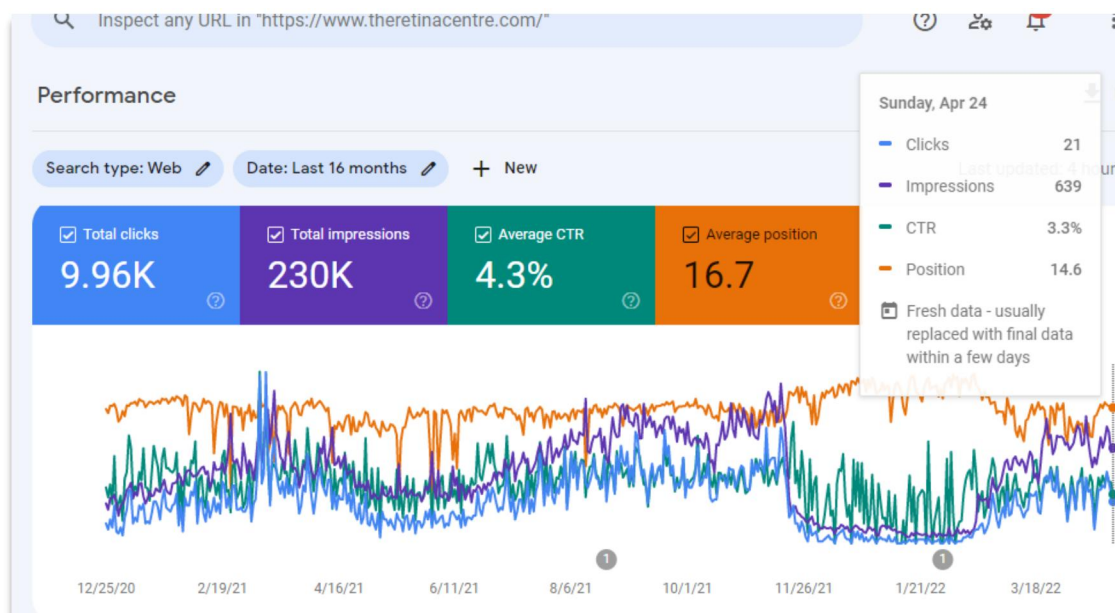 Inspect any URL in "https://www.theretinacentre.com/"
Performance
Search type: Web
Date: Last 16 months
+ New
Last updated: 4 hour
Total clicks
9.96K
Total impressions
230K
Average CTR
4.3%
Average position
16.7
Sunday, Apr 24
Clicks 21
Impressions 639
CTR 3.3%
Position 14.6
Fresh data - usually
replaced with final data
within a few days
1 1
12/25/20 2/19/21 4/16/21 6/11/21 8/6/21 10/1/21 11/26/21 1/21/22 3/18/22